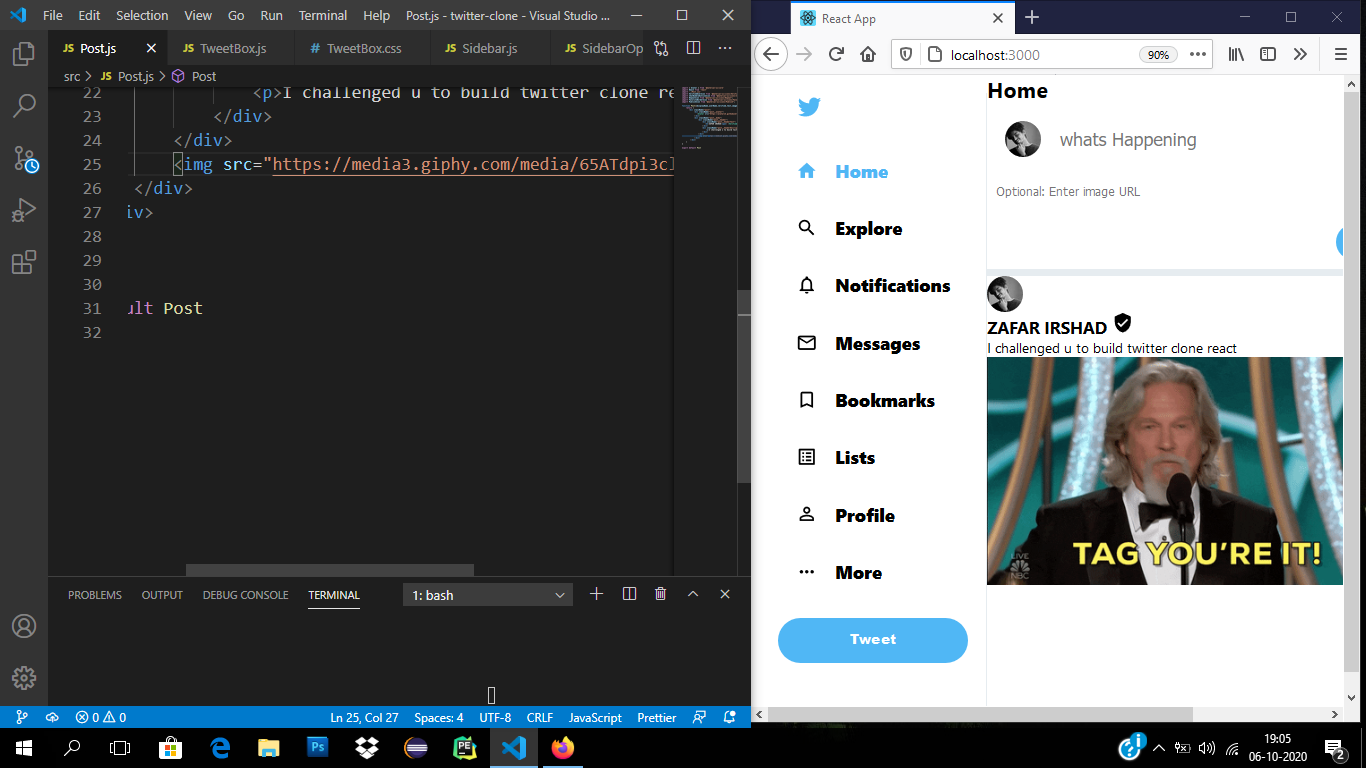 File Edit Selection View Go Run Terminal Help Post.js - twitter-clone - Visual Studio ...
JS Post.js JS TweetBox.js # TweetBox.css JS Sidebar.js JS SidebarOp
src > JS Post.js > Post
22 <p>I challenged u to build twitter clone re
23 </div>
24 </div>
25 <img src="https://media3.giphy.com/media/65ATdpi3cl
26 </div>
27 iv>
28
29
30
31 ult Post
32
PROBLEMS OUTPUT DEBUG CONSOLE TERMINAL 1: bash
0 0 Ln 25, Col 27 Spaces: 4 UTF-8 CRLF JavaScript Prettier
React App
localhost:3000 90%
Home
Explore
Notifications
Messages
Bookmarks
Lists
Profile
More
Tweet
Home
whats Happening
Optional: Enter image URL
ZAFAR IRSHAD
I challenged u to build twitter clone react
LIVE
NBC
TAG YOU'RE IT!
Ps PE
19:05
06-10-2020
2